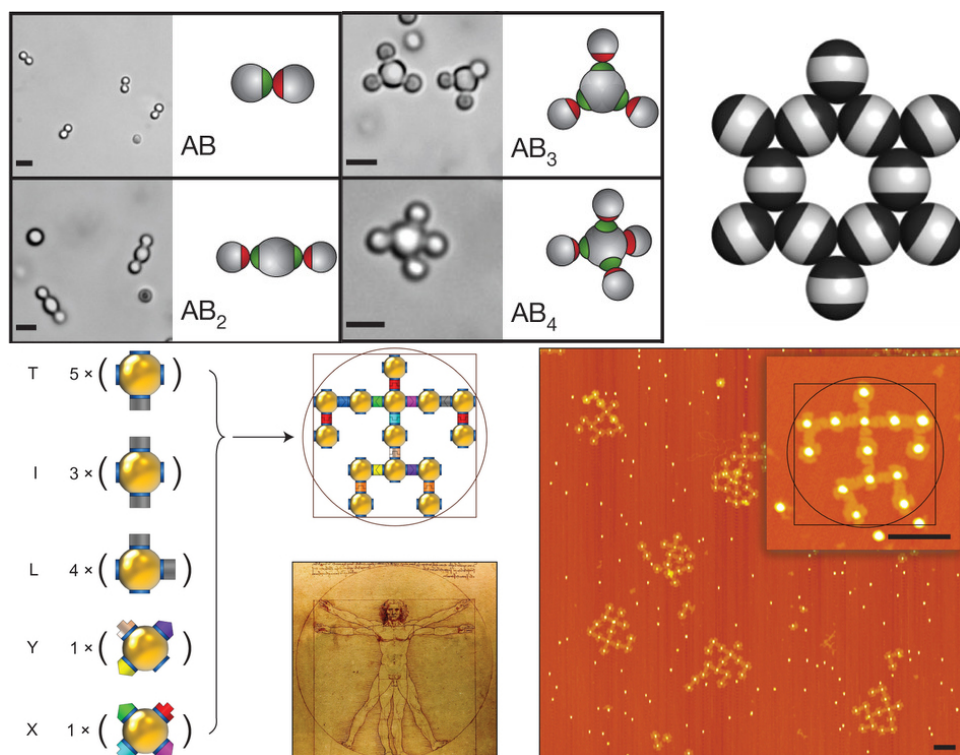 AB
AB₃
AB₂
AB₄
T 5 × ( )
I 3 × ( )
L 4 × ( )
Y 1 × ( )
X 1 × ( )